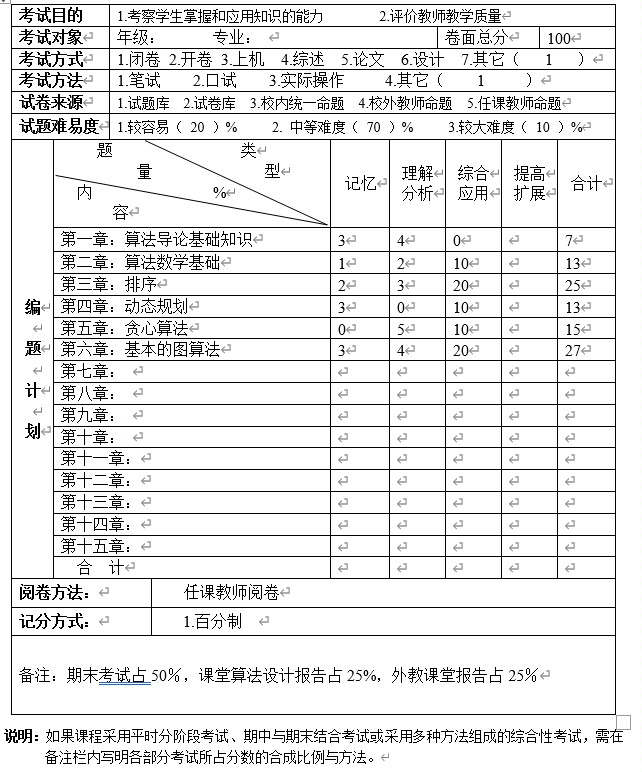 考试目的 1.考察学生掌握和应用知识的能力 2.评价教师教学质量
考试对象 年级： 专业： 卷面总分 100
考试方式 1.闭卷 2.开卷 3.上机 4.综述 5.论文 6.设计 7.其它（ 1 ）
考试方法 1.笔试 2.口试 3.实际操作 4.其它（ 1 ）
试卷来源 1.试题库 2.试卷库 3.校内统一命题 4.校外教师命题 5.任课教师命题
试题难易度 1.较容易（ 20 ）% 2. 中等难度（ 70 ）% 3.较大难度（ 10 ）%
编题计划
题量 类型 % 内容 记忆 理解分析 综合应用 提高扩展 合计
第一章：算法导论基础知识 3 4 0 7
第二章：算法数学基础 1 2 10 13
第三章：排序 2 3 20 25
第四章：动态规划 3 0 10 13
第五章：贪心算法 0 5 10 15
第六章：基本的图算法 3 4 20 27
第七章：
第八章：
第九章：
第十章：
第十一章：
第十二章：
第十三章：
第十四章：
第十五章：
合 计
阅卷方法： 任课教师阅卷
记分方式： 1.百分制
备注：期末考试占 50%，课堂算法设计报告占 25%，外教课堂报告占 25%
说明：如果课程采用平时分阶段考试、期中与期末结合考试或采用多种方法组成的综合性考试，需在
备注栏内写明各部分考试所占分数的合成比例与方法。